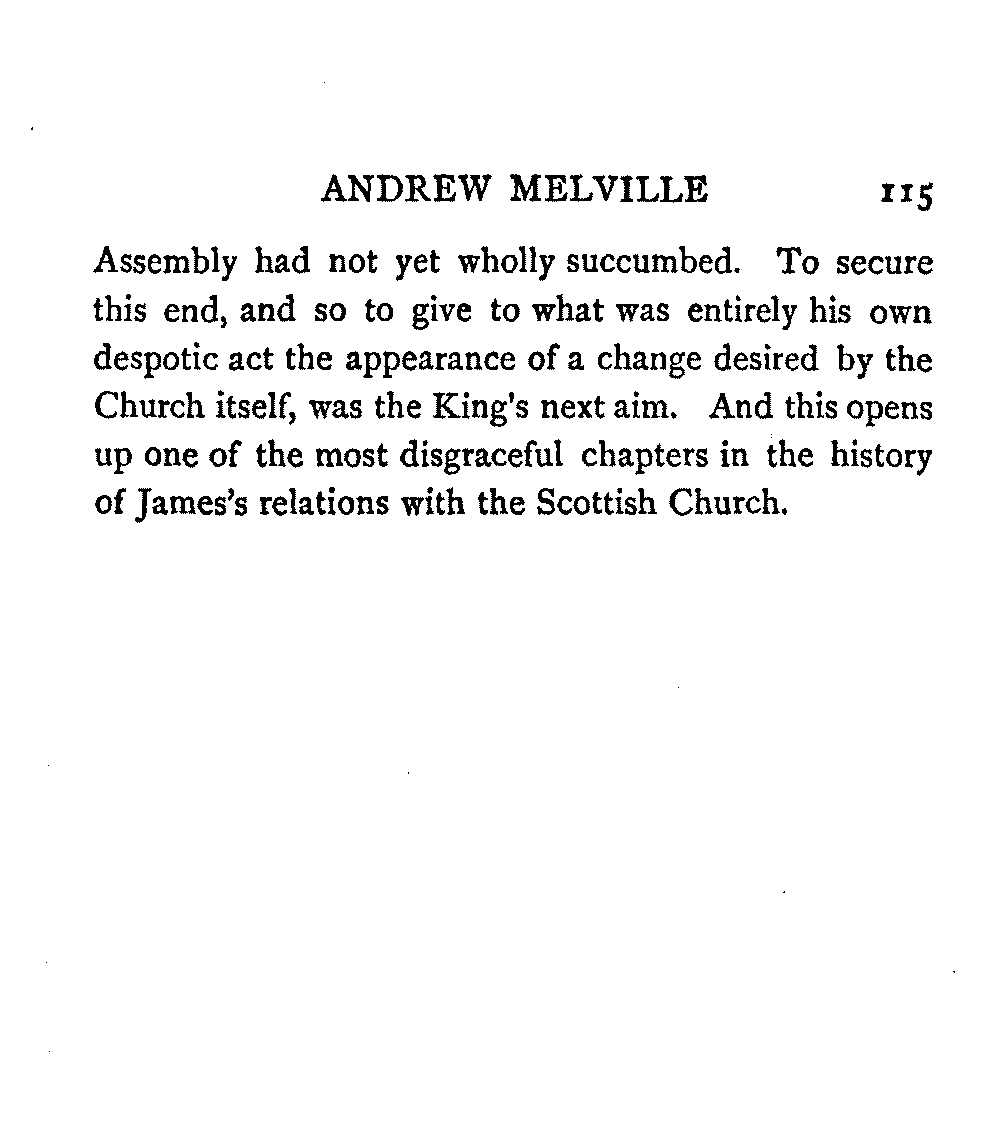 ANDREW MELVILLE 115
Assembly had not yet wholly succumbed. To secure
this end, and so to give to what was entirely his own
despotic act the appearance of a change desired by the
Church itself, was the King's next aim. And this opens
up one of the most disgraceful chapters in the history
of James's relations with the Scottish Church.